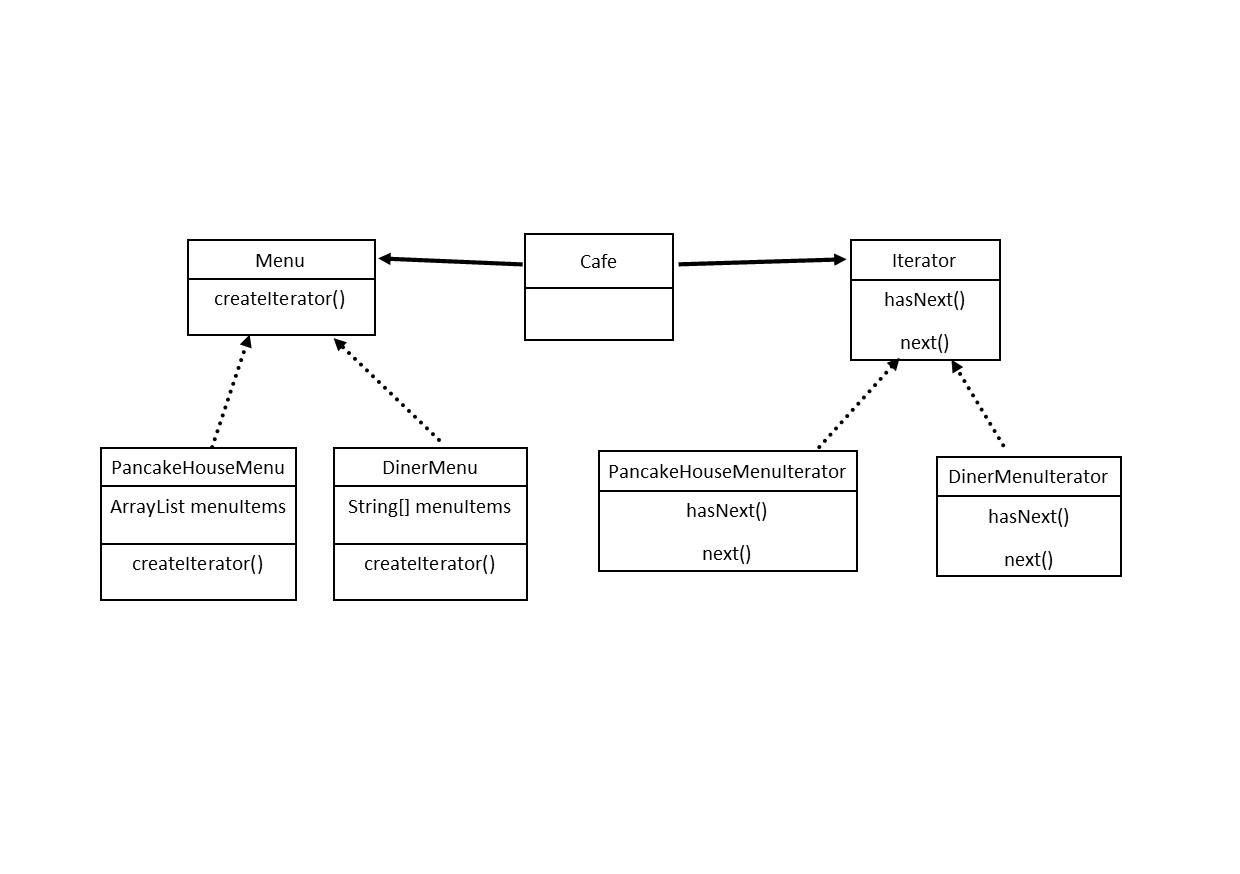 Menu
createIterator()
Cafe
Iterator
hasNext()
next()
PancakeHouseMenu
ArrayList menuItems
createIterator()
DinerMenu
String[] menuItems
createIterator()
PancakeHouseMenuIterator
hasNext()
next()
DinerMenuIterator
hasNext()
next()